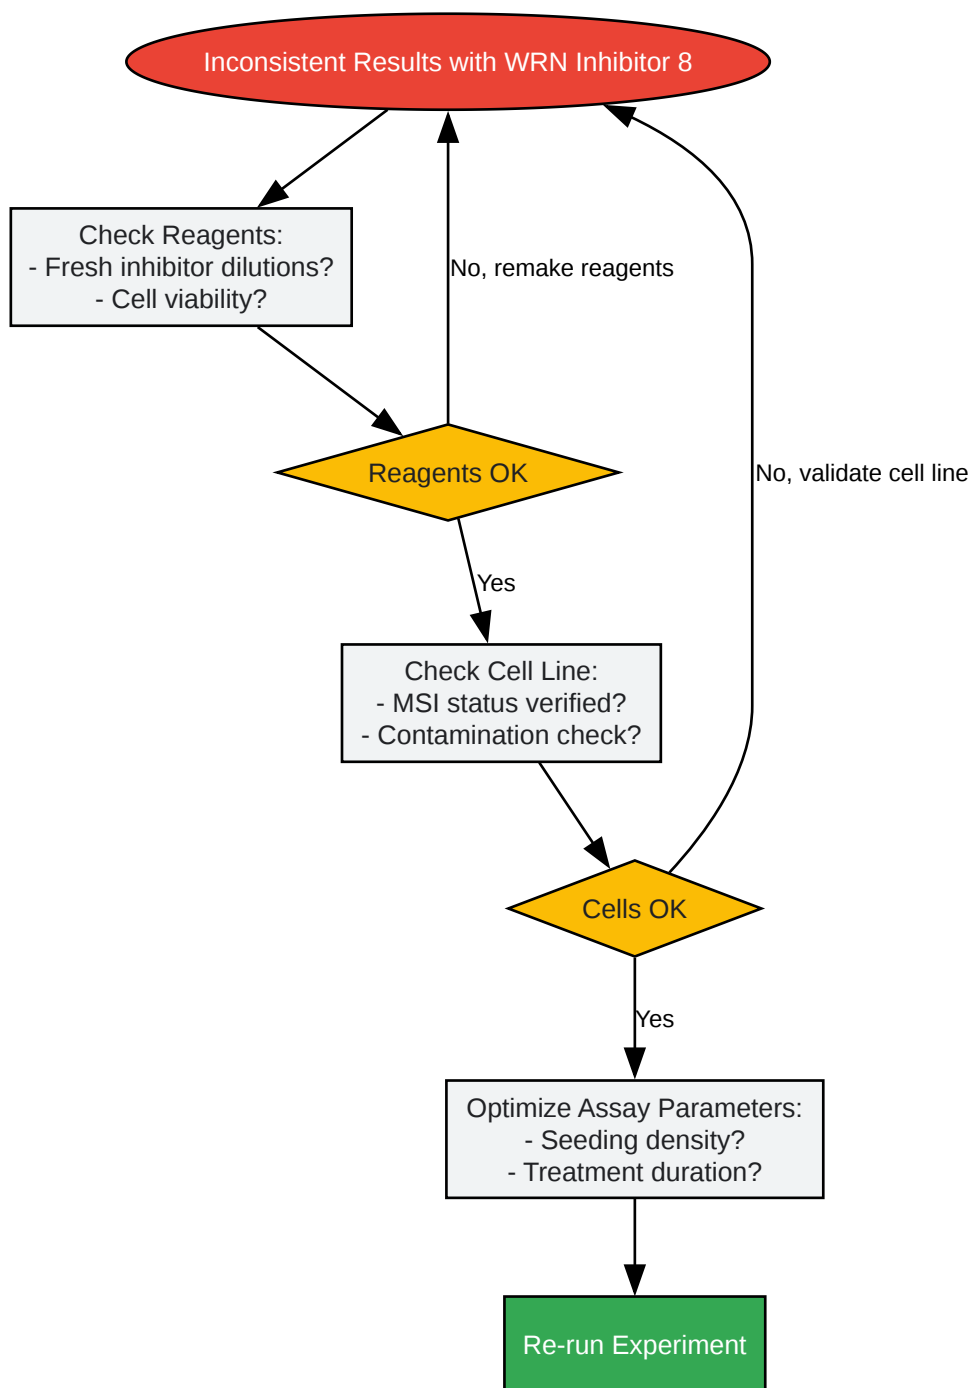 Inconsistent Results with WRN Inhibitor 8
Check Reagents:
- Fresh inhibitor dilutions?
- Cell viability?
No, remake reagents
Reagents OK
No, validate cell line
Yes
Check Cell Line:
- MSI status verified?
- Contamination check?
Cells OK
Yes
Optimize Assay Parameters:
- Seeding density?
- Treatment duration?
Re-run Experiment